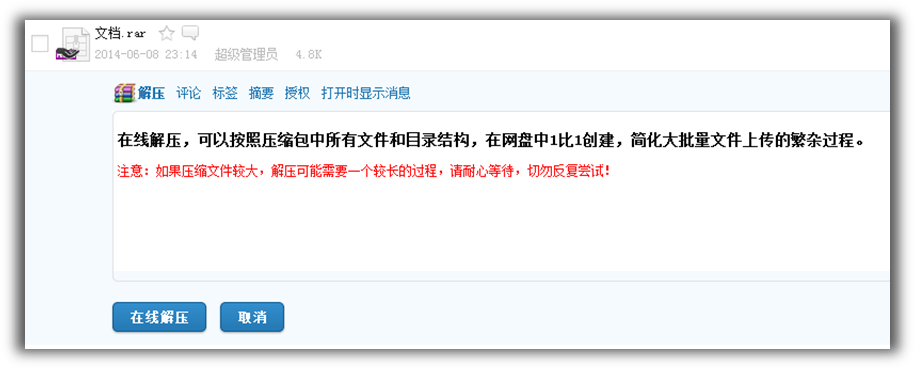 文档.rar
2014-06-08 23:14 超级管理员 4.8K
解压 评论 标签 摘要 授权 打开时显示消息
在线解压，可以按照压缩包中所有文件和目录结构，在网盘中1比1创建，简化大批量文件上传的繁杂过程。
注意：如果压缩文件较大，解压可能需要一个较长的过程，请耐心等待，切勿反复尝试！
在线解压 取消